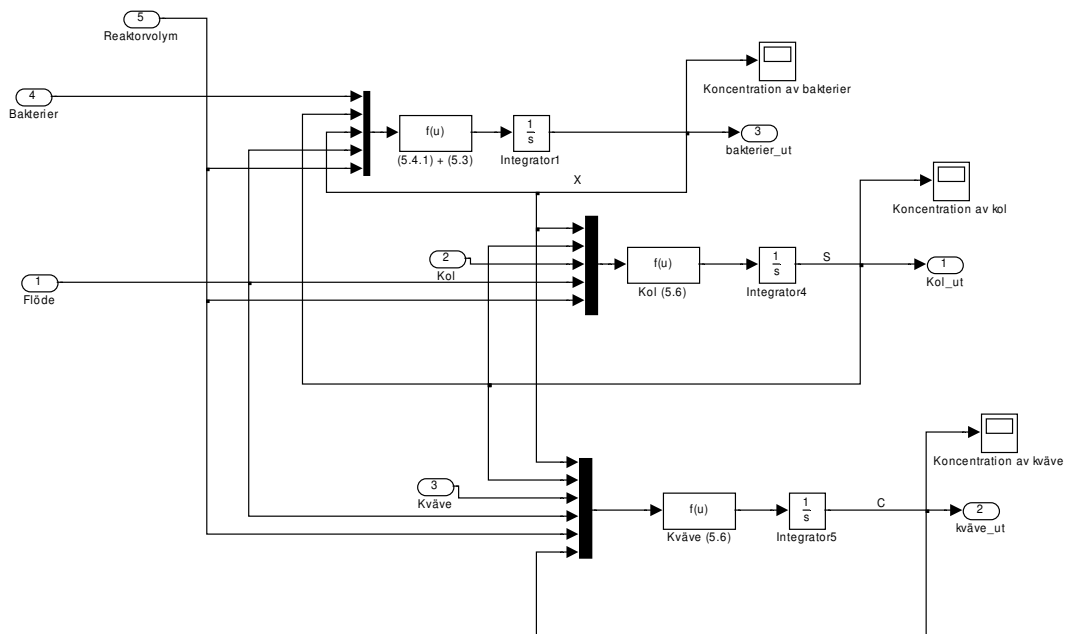 5
Reaktorvolym
4
Bakterier
Koncentration av bakterier
f(u)
(5.4.1) + (5.3)
1
s
Integrator1
3
bakterier_ut
X
Koncentration av kol
2
Kol
f(u)
Kol (5.6)
1
s
Integrator4
S
1
Kol_ut
1
Flöde
Koncentration av kväve
3
Kväve
f(u)
Kväve (5.6)
1
s
Integrator5
C
2
kväve_ut